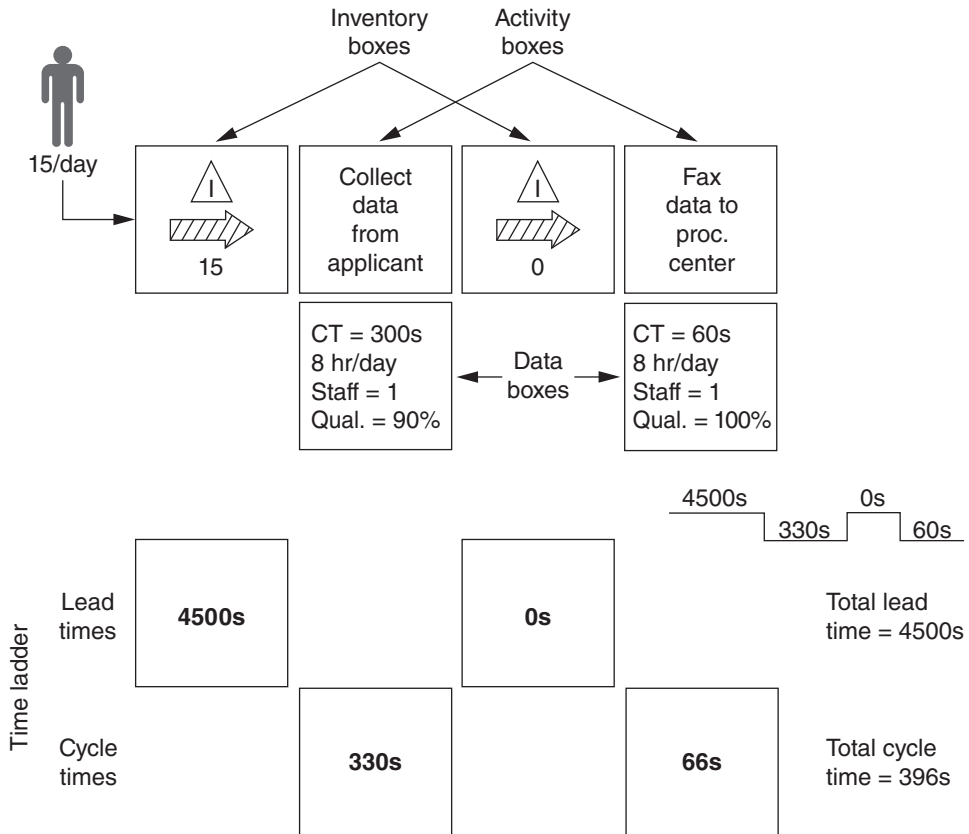 Inventory
boxes
Activity
boxes
15/day
I
15
Collect
data
from
applicant
I
0
Fax
data to
proc.
center
CT = 300s
8 hr/day
Staff = 1
Qual. = 90%
Data
boxes
CT = 60s
8 hr/day
Staff = 1
Qual. = 100%
4500s
330s
0s
60s
Time ladder
Lead
times
4500s
0s
Total lead
time = 4500s
Cycle
times
330s
66s
Total cycle
time = 396s